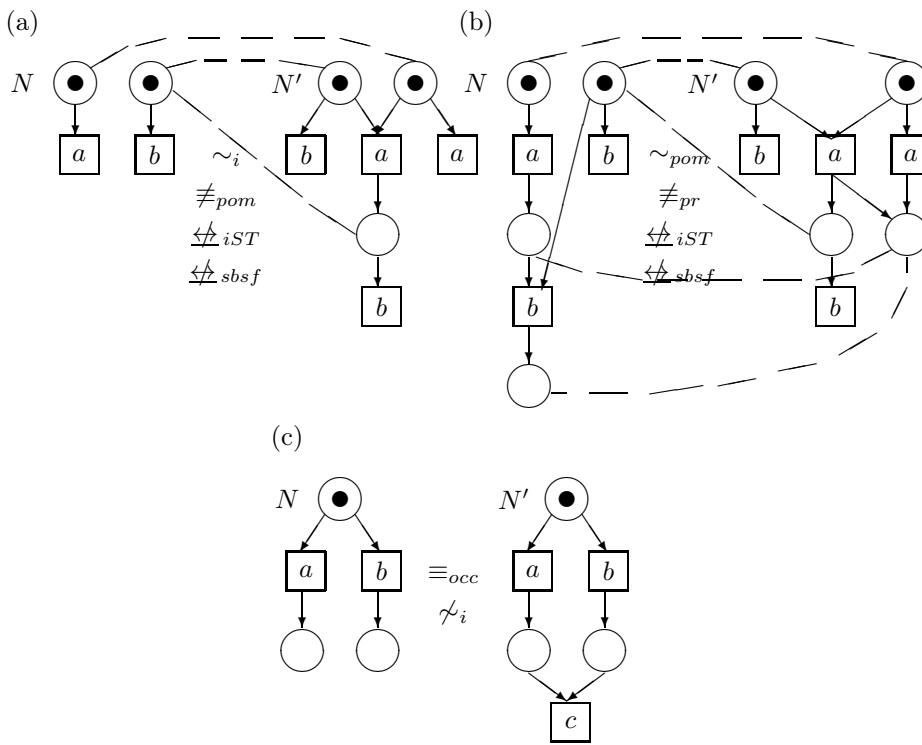 (a)
N N′
a b ∼i b a a
≢pom
↮iST
↮sbsf
b
(b)
N N′
a b ∼pom b a a
≢pr
↮iST
b ↮sbsf b
(c)
N N′
a b ≡occ a b
≁i
c